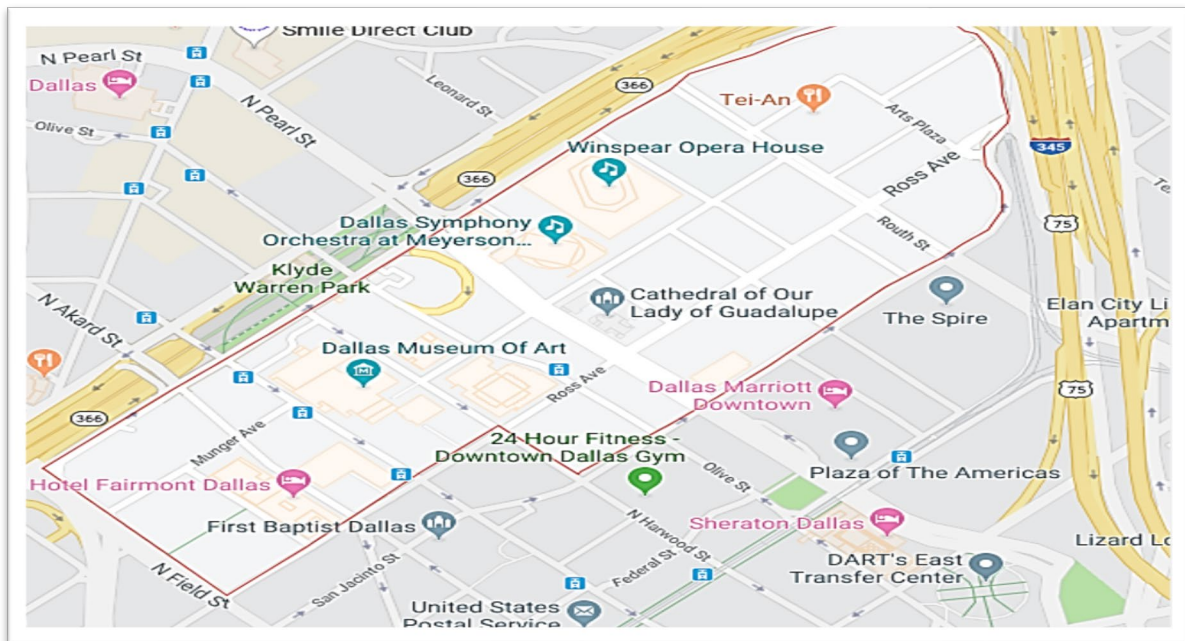 Smile Direct Club
N Pearl St
Dallas
366
Leonard St
Tei-An
N Pearl St
Arts Plaza
Olive St
345
Winspear Opera House
Ross Ave
366
Dallas Symphony
Orchestra at Meyerson...
75
Routh St
Klyde
Warren Park
Cathedral of Our
Lady of Guadalupe
The Spire
Elan City Li
Apartm
N Akard St
Dallas Museum Of Art
Ross Ave
Dallas Marriott
Downtown
75
366
Munger Ave
24 Hour Fitness -
Downtown Dallas Gym
Olive St
Plaza of The Americas
Hotel Fairmont Dallas
First Baptist Dallas
N Harwood St
Sheraton Dallas
Lizard
DART's East
Transfer Center
N Field St
San Jacinto St
Federal St
United States
Postal Service